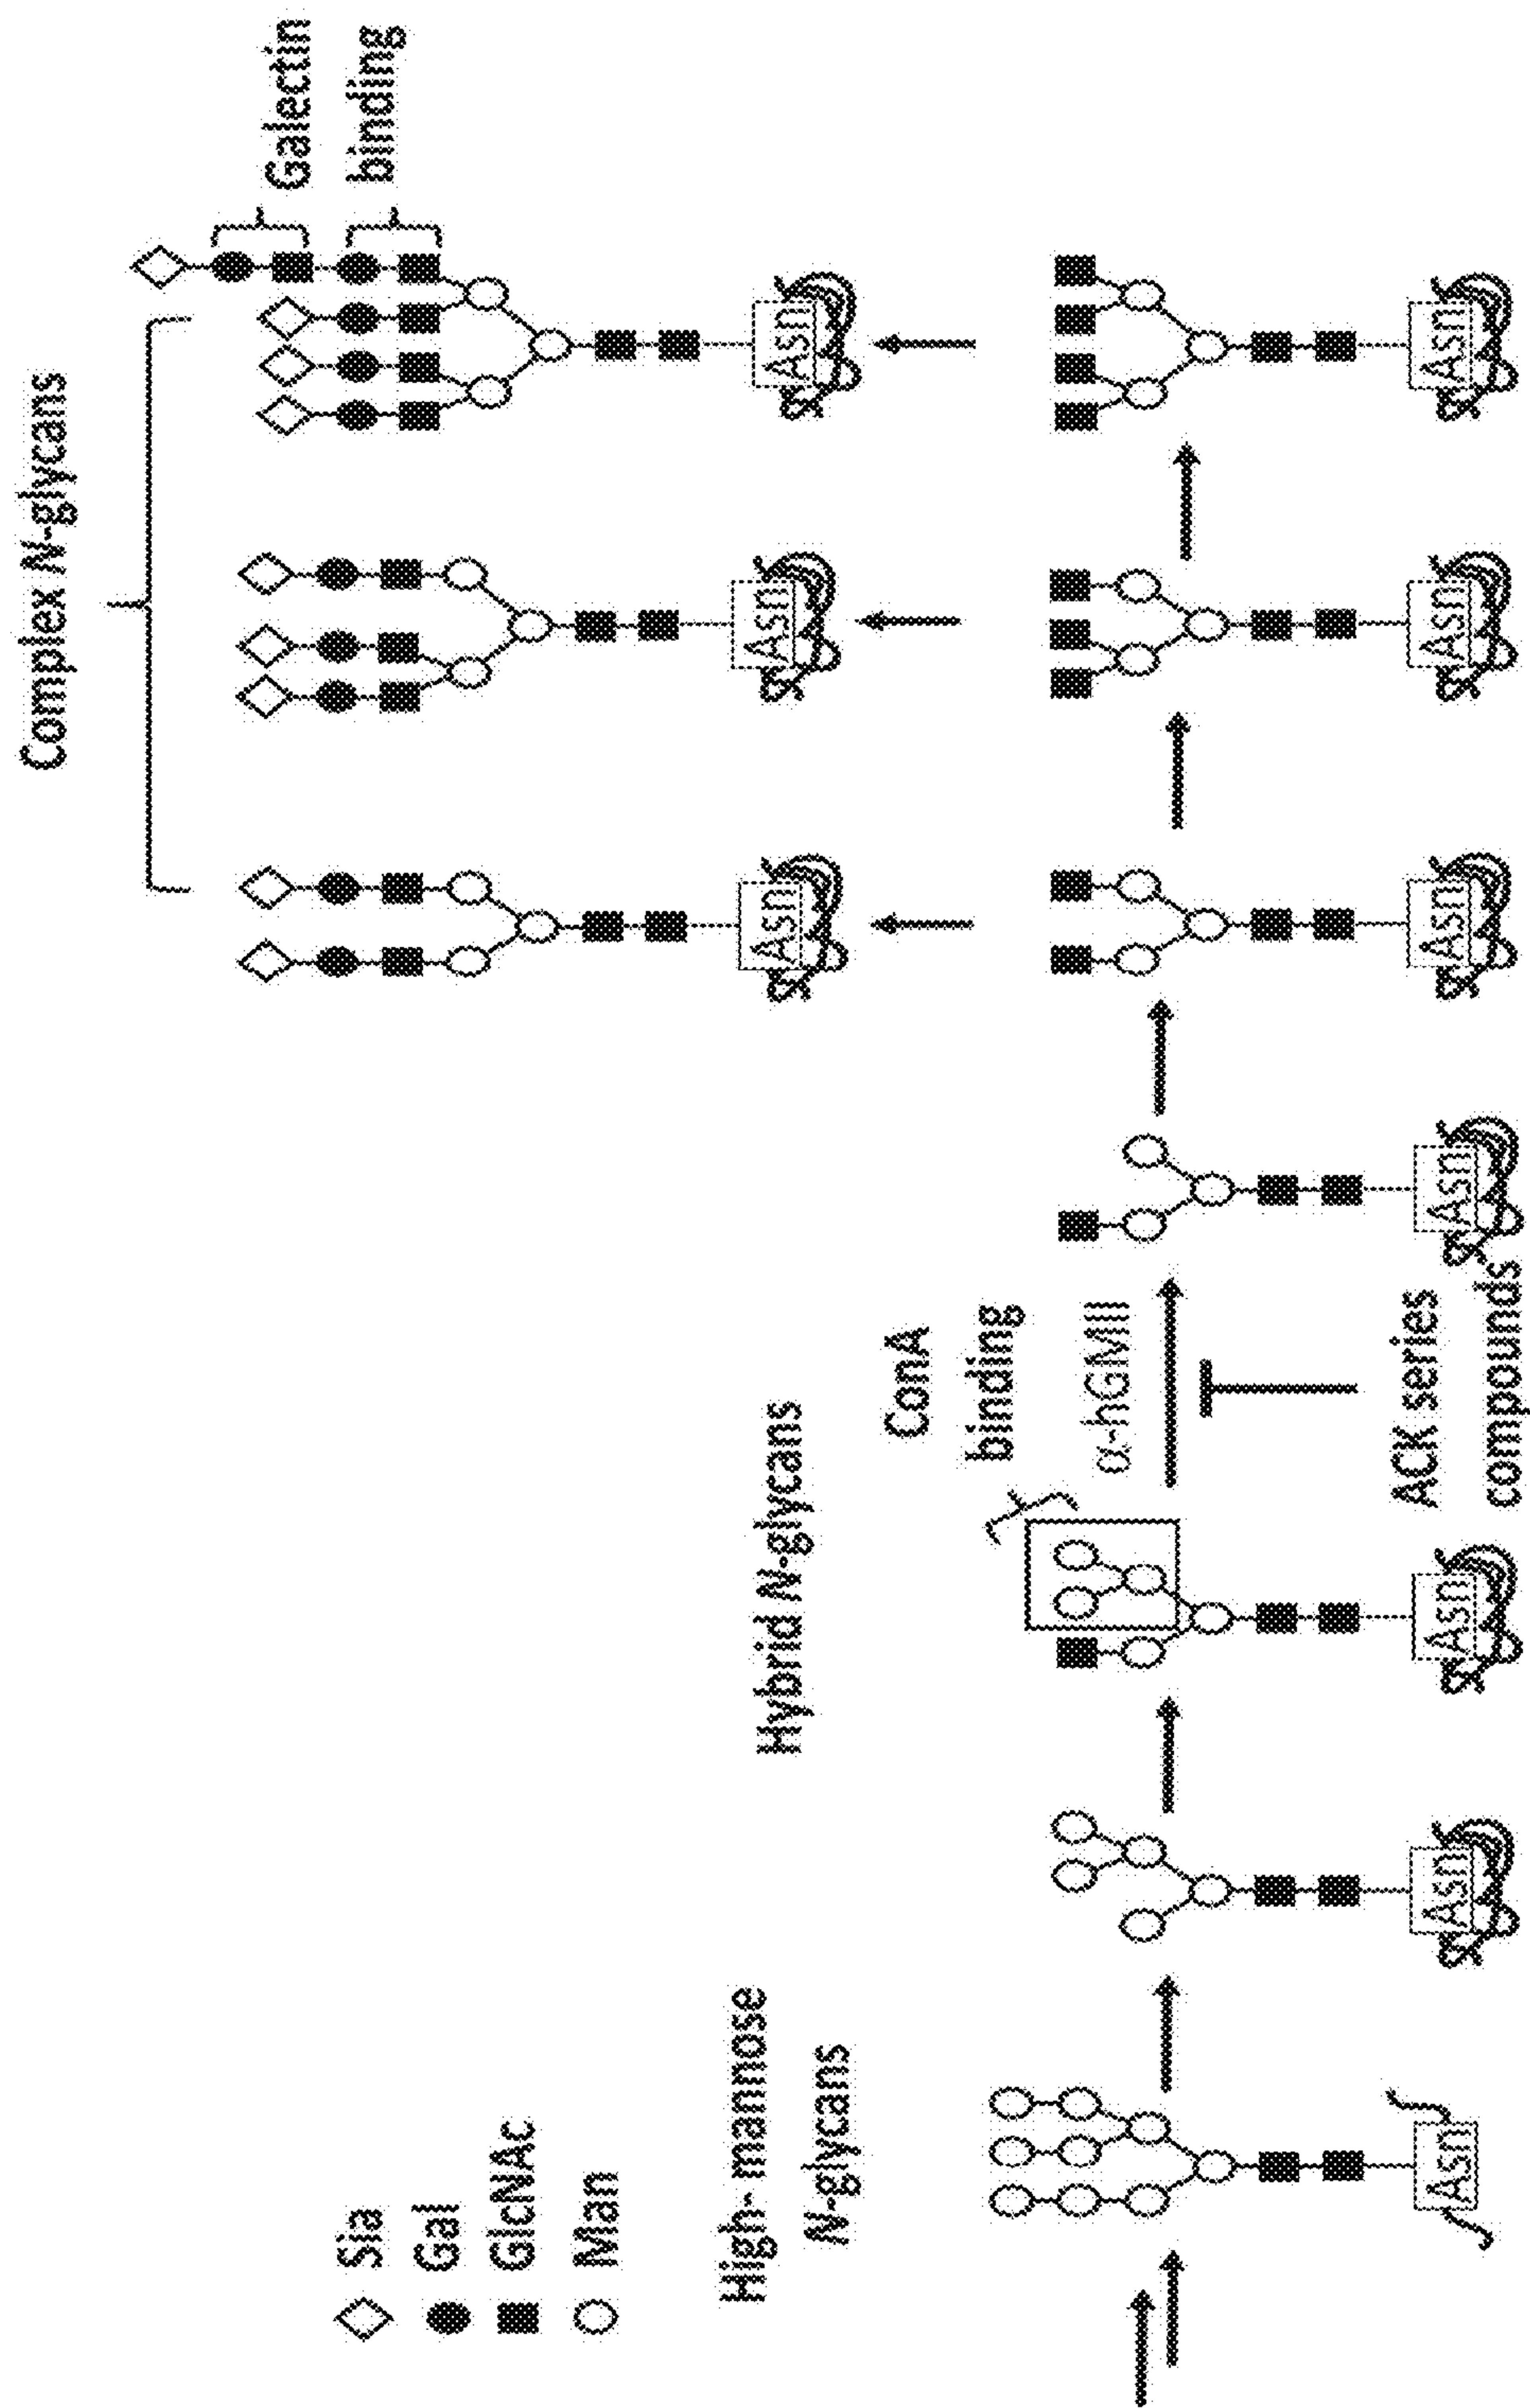 Complex N-glycans
Galectin
binding
Sia
Gal
GlcNAc
Man
High- mannose
N-glycans
Hybrid N-glycans
ConA
binding
α-hGMII
ACK series
compounds
Asn
Asn
Asn
Asn
Asn
Asn
Asn
Asn
Asn
Asn